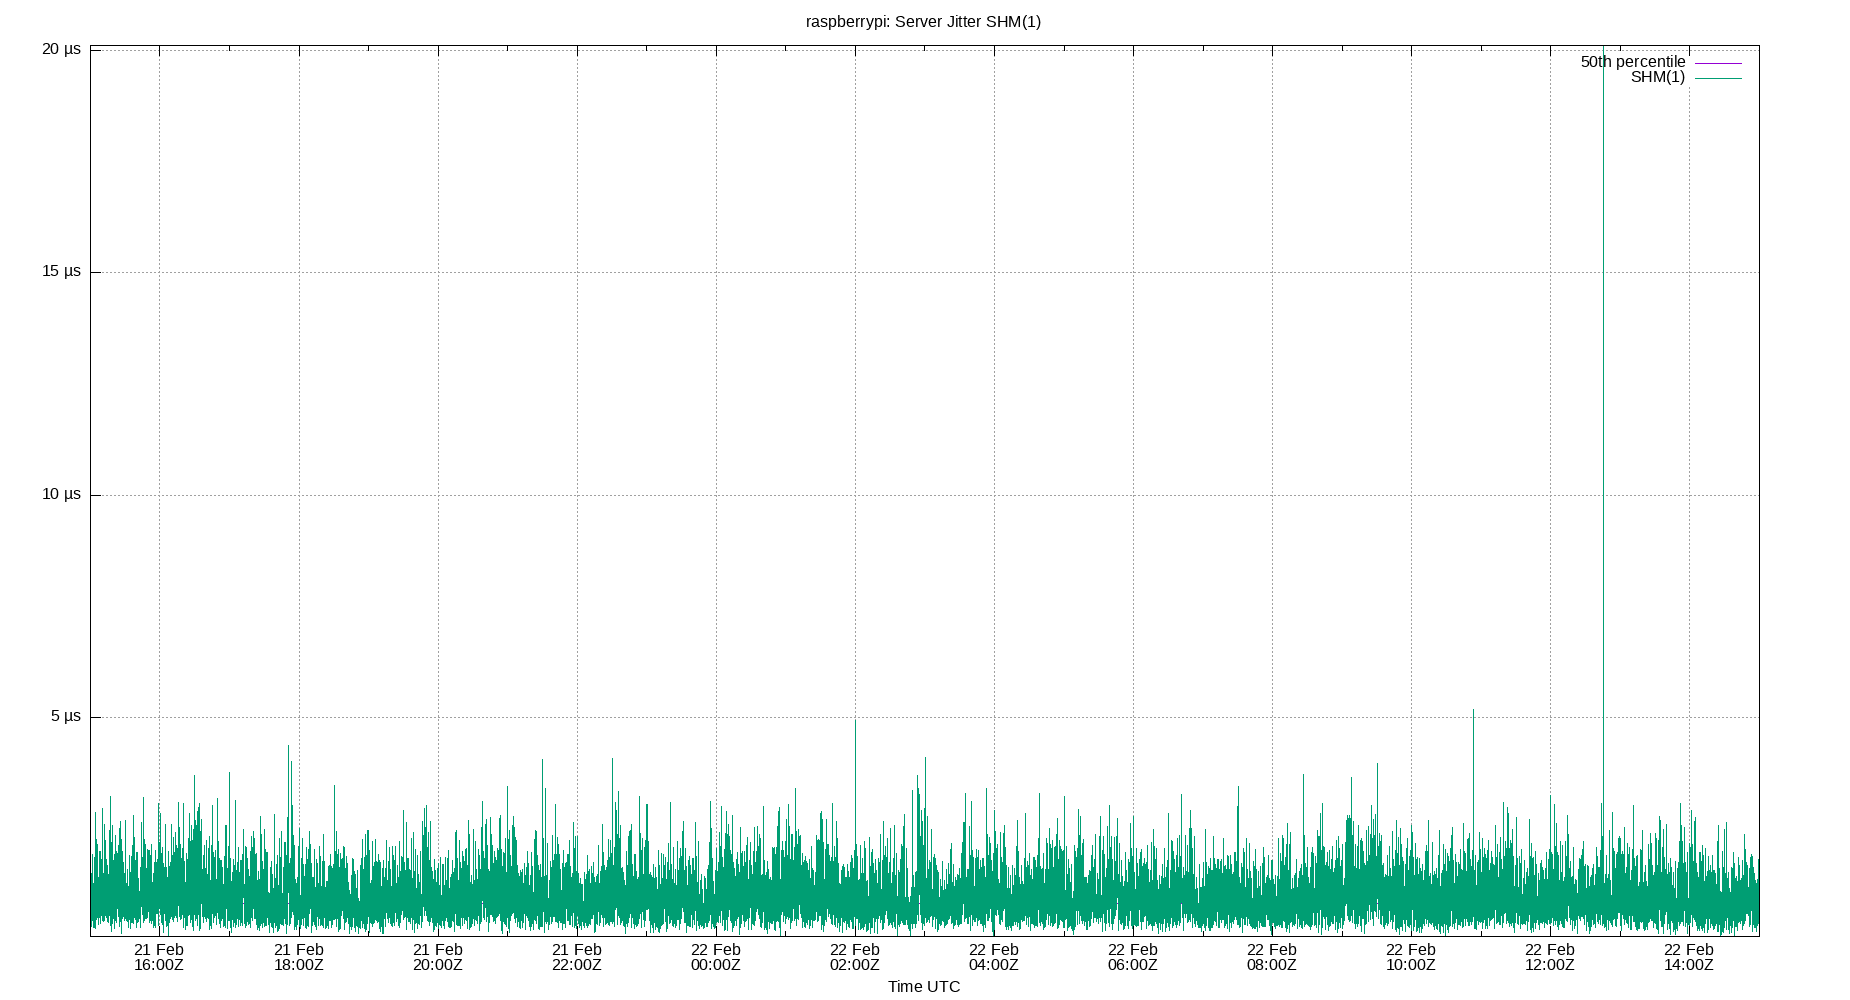 raspberrypi: Server Jitter SHM(1)
20 µs
50th percentile
SHM(1)
15 µs
10 µs
5 µs
21 Feb 21 Feb 21 Feb 21 Feb 22 Feb 22 Feb 22 Feb 22 Feb 22 Feb 22 Feb 22 Feb 22 Feb
16:00Z 18:00Z 20:00Z 22:00Z 00:00Z 02:00Z 04:00Z 06:00Z 08:00Z 10:00Z 12:00Z 14:00Z
Time UTC